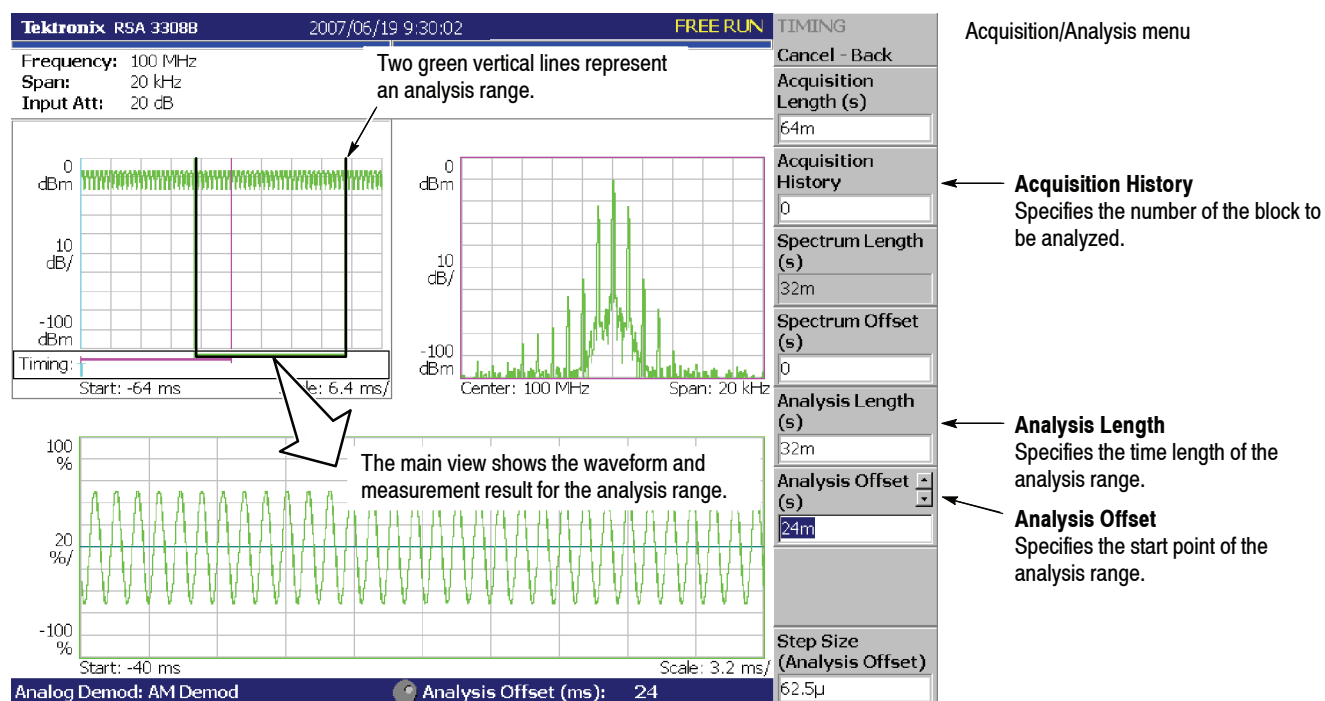 Tektronix RSA 3308B 2007/06/19 9:30:02 FREE RUN
Frequency: 100 MHz
Span: 20 kHz
Input Att: 20 dB
Two green vertical lines represent
an analysis range.
0
dBm
10
dB/
-100
dBm
Timing:
Start: -64 ms
6.4 ms/
0
dBm
10
dB/
-100
dBm
Center: 100 MHz
Span: 20 kHz
100
%
20
%/
-100
%
The main view shows the waveform and
measurement result for the analysis range.
Start: -40 ms
Scale: 3.2 ms/
Analog Demod: AM Demod
Analysis Offset (ms): 24
TIMING
Cancel - Back
Acquisition
Length (s)
64m
Acquisition
History
0
Spectrum Length
(s)
32m
Spectrum Offset
(s)
0
Analysis Length
(s)
32m
Analysis Offset
(s)
24m
Step Size
(Analysis Offset)
62.5µ
Acquisition/Analysis menu
Acquisition History
Specifies the number of the block to
be analyzed.
Analysis Length
Specifies the time length of the
analysis range.
Analysis Offset
Specifies the start point of the
analysis range.